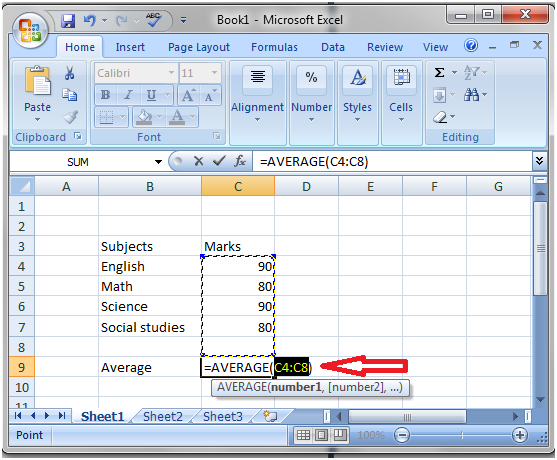 Book1 - Microsoft Excel
Home Insert Page Layout Formulas Data Review View
Paste Calibri 11 Alignment Number Styles Cells
B I U A A % Σ
Clipboard Font Editing
SUM fx =AVERAGE(C4:C8)
A B C D E F G
1
2
3 Subjects Marks
4 English 90
5 Math 80
6 Science 90
7 Social studies 80
8
9 Average =AVERAGE(C4:C8)
10 AVERAGE(number1, [number2], ...)
11
Sheet1 Sheet2 Sheet3
Point 100%